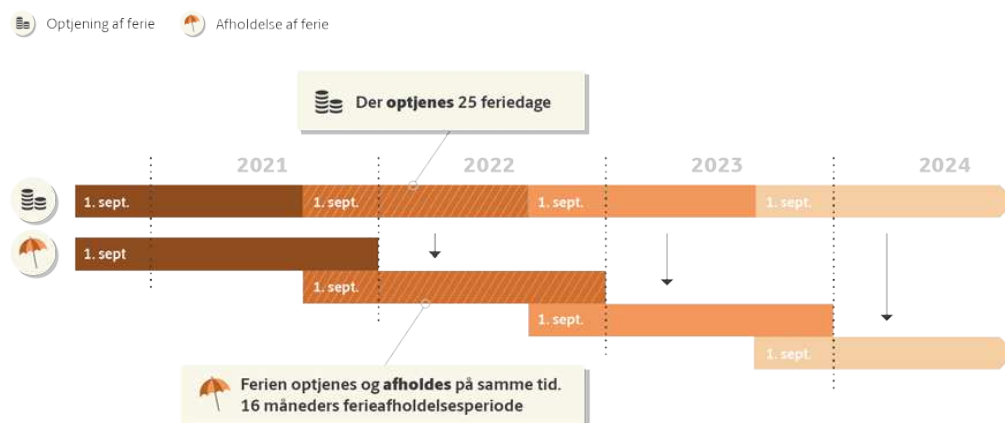 Optjening af ferie
Afholdelse af ferie
Der optjenes 25 feriedage
2021
2022
2023
2024
1. sept.
1. sept.
1. sept.
1. sept.
1. sept
1. sept.
1. sept.
1. sept.
Ferien optjenes og afholdes på samme tid.
16 måneders ferieafholdelsesperiode